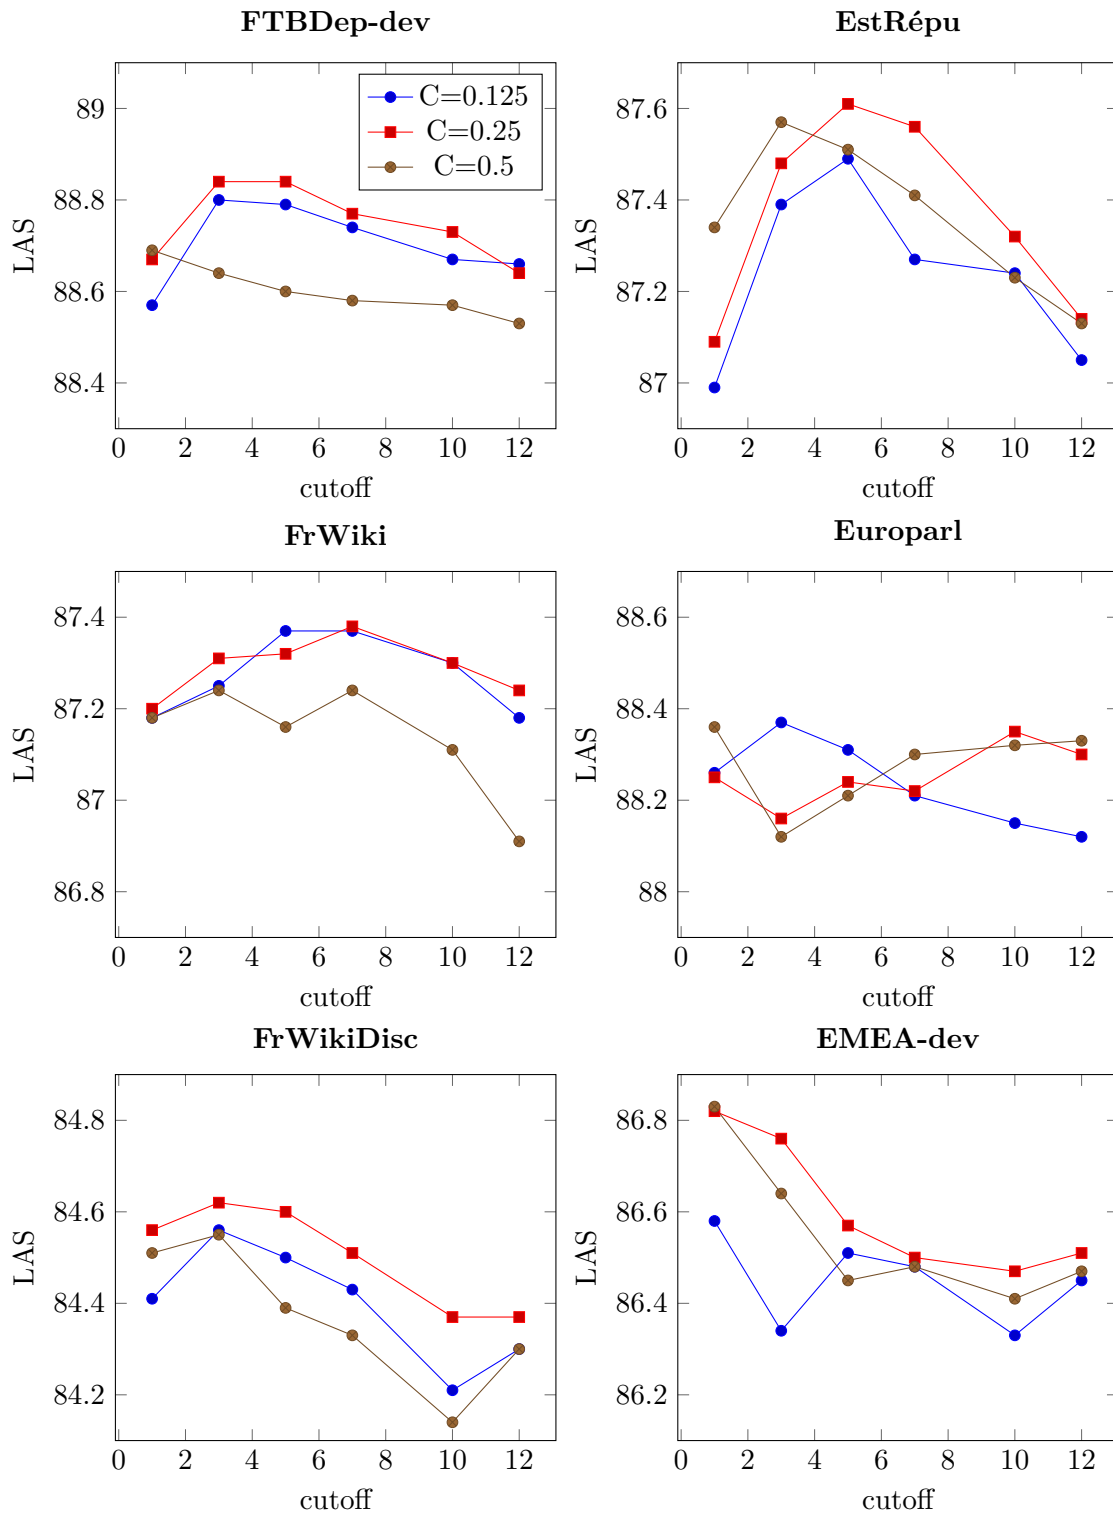 FTBDep-dev
EstRépu
89
88.8
88.6
88.4
LAS
C=0.125
C=0.25
C=0.5
0 2 4 6 8 10 12
cutoff
87.6
87.4
87.2
87
LAS
0 2 4 6 8 10 12
cutoff
FrWiki
Europarl
87.4
87.2
87
86.8
LAS
0 2 4 6 8 10 12
cutoff
88.6
88.4
88.2
88
LAS
0 2 4 6 8 10 12
cutoff
FrWikiDisc
EMEA-dev
84.8
84.6
84.4
84.2
LAS
0 2 4 6 8 10 12
cutoff
86.8
86.6
86.4
86.2
LAS
0 2 4 6 8 10 12
cutoff